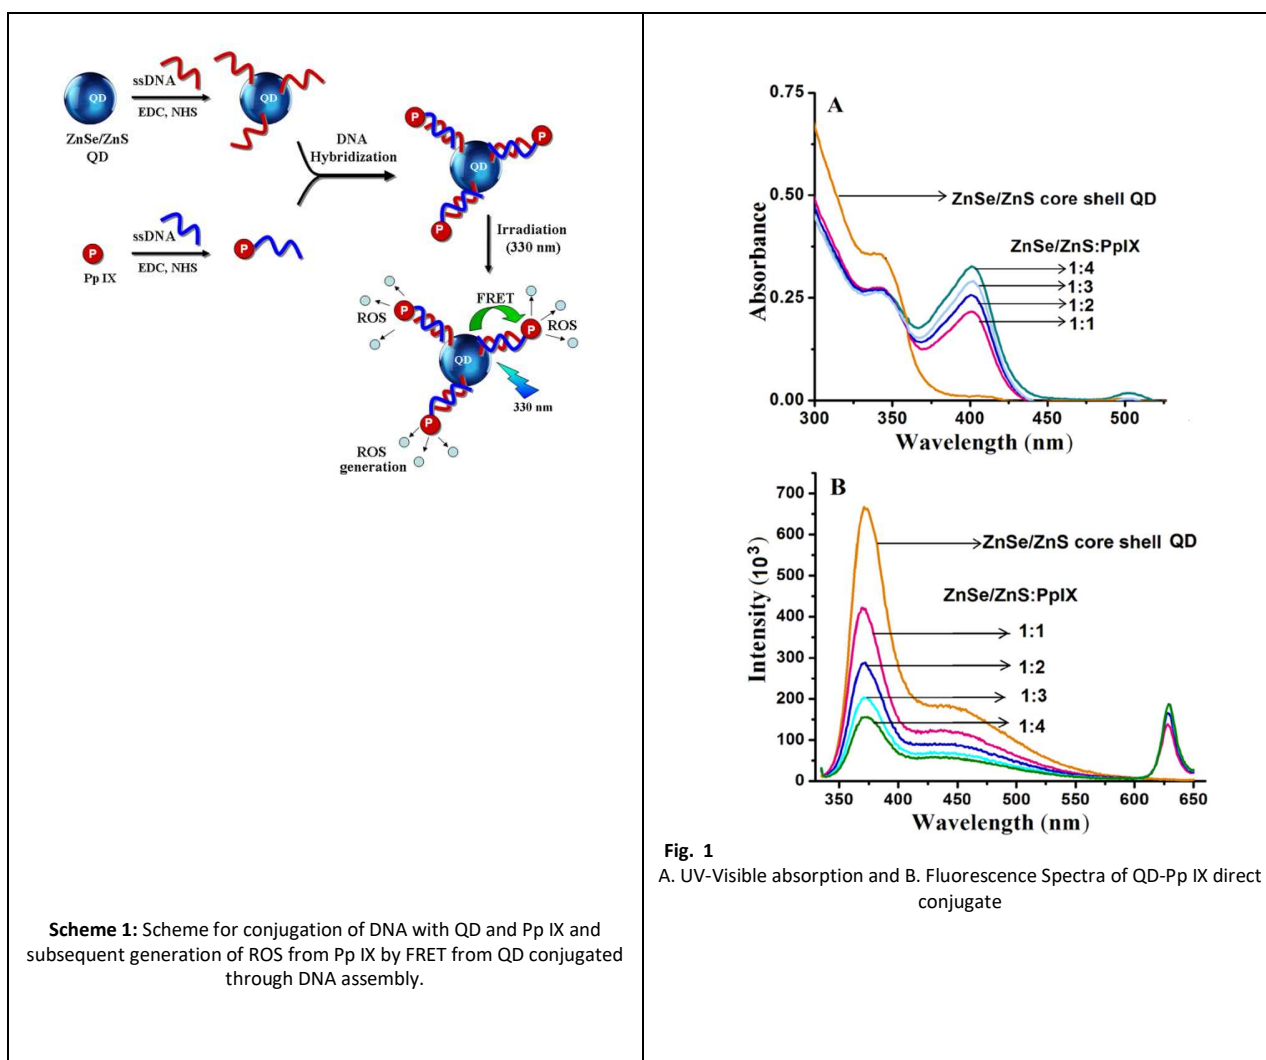 ssDNA
EDC, NHS
QD
ZnSe/ZnS
QD
QD
DNA
Hybridization
P
P
QD
P
ssDNA
EDC, NHS
P
Pp IX
P
Irradiation
(330 nm)
FRET
P
ROS
P
ROS
QD
330 nm
P
ROS
generation
Scheme 1: Scheme for conjugation of DNA with QD and Pp IX and
subsequent generation of ROS from Pp IX by FRET from QD conjugated
through DNA assembly.
A
0.75
0.50
0.25
0.00
Absorbance
ZnSe/ZnS core shell QD
ZnSe/ZnS:PpIX
1:4
1:3
1:2
1:1
300 350 400 450 500
Wavelength (nm)
B
700
600
500
400
300
200
100
0
Intensity (10³)
ZnSe/ZnS core shell QD
ZnSe/ZnS:PpIX
1:1
1:2
1:3
1:4
350 400 450 500 550 600 650
Wavelength (nm)
Fig. 1
A. UV-Visible absorption and B. Fluorescence Spectra of QD-Pp IX direct
conjugate